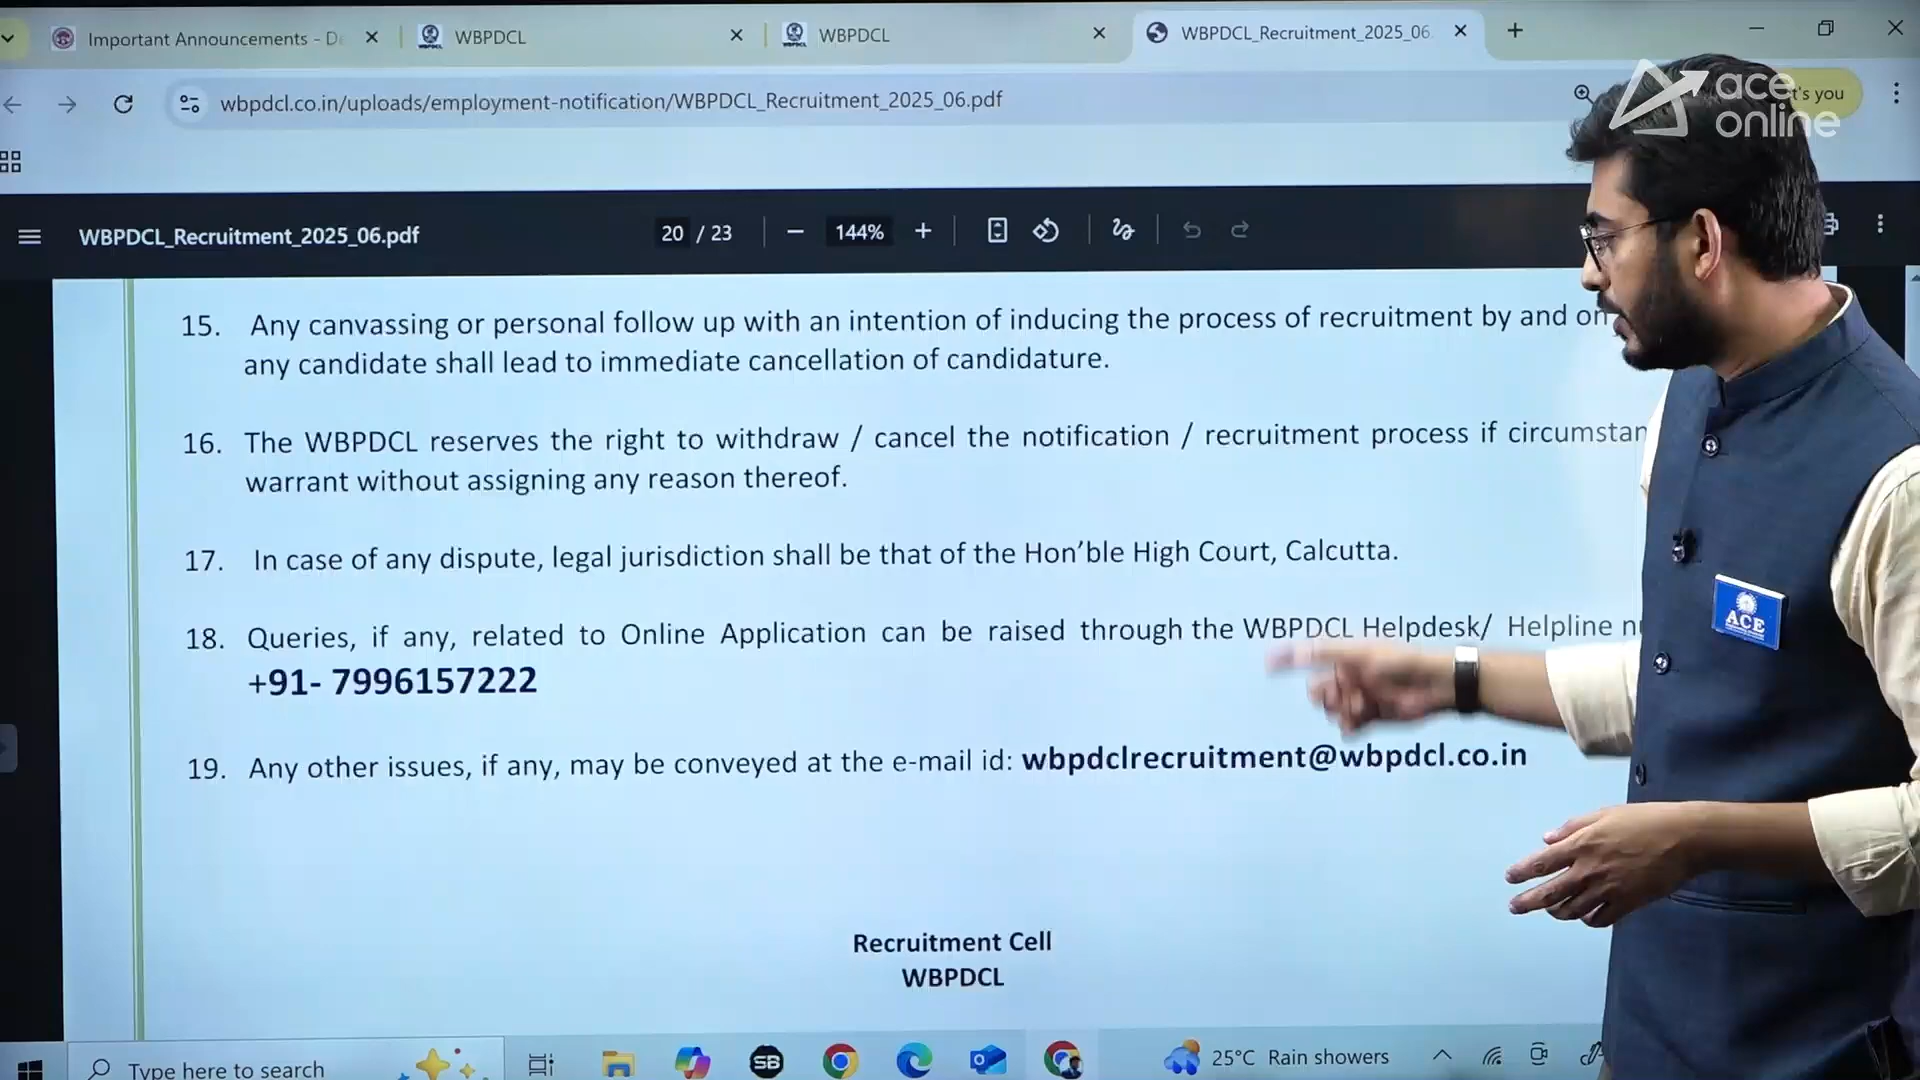 Important Announcements - De
WBPDCL
WBPDCL
WBPDCL_Recruitment_2025_06.
wbpdcl.co.in/uploads/employment-notification/WBPDCL_Recruitment_2025_06.pdf
t's you
ace
online
WBPDCL_Recruitment_2025_06.pdf
20 / 23
144%
15. Any canvassing or personal follow up with an intention of inducing the process of recruitment by and on
any candidate shall lead to immediate cancellation of candidature.
16. The WBPDCL reserves the right to withdraw / cancel the notification / recruitment process if circumstan
warrant without assigning any reason thereof.
17. In case of any dispute, legal jurisdiction shall be that of the Hon’ble High Court, Calcutta.
18. Queries, if any, related to Online Application can be raised through the WBPDCL Helpdesk/ Helpline n
+91- 7996157222
19. Any other issues, if any, may be conveyed at the e-mail id: wbpdclrecruitment@wbpdcl.co.in
Recruitment Cell
WBPDCL
ACE
Type here to search
SB
25°C Rain showers